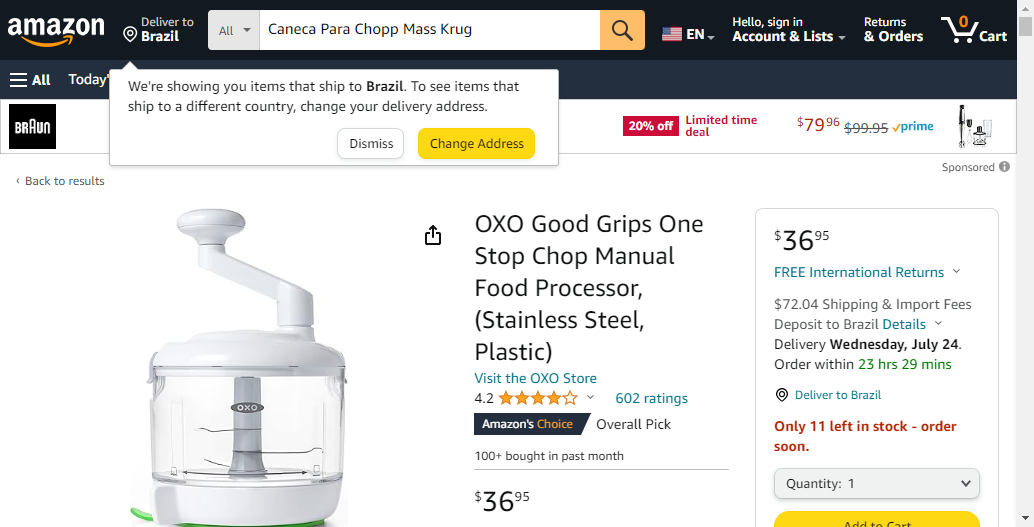 amazon
Deliver to
Brazil
All
Caneca Para Chopp Mass Krug
EN
Hello, sign in
Account & Lists
Returns
& Orders
0
Cart
All
Today'
We're showing you items that ship to Brazil. To see items that
ship to a different country, change your delivery address.
Dismiss
Change Address
BRAUN
20% off
Limited time
deal
$79 96
$99.95
prime
Sponsored
‹ Back to results
OXO Good Grips One
Stop Chop Manual
Food Processor,
(Stainless Steel,
Plastic)
Visit the OXO Store
4.2
602 ratings
Amazon's Choice
Overall Pick
100+ bought in past month
$36 95
OXO
$36 95
FREE International Returns
$72.04 Shipping & Import Fees
Deposit to Brazil Details
Delivery Wednesday, July 24.
Order within 23 hrs 29 mins
Deliver to Brazil
Only 11 left in stock - order
soon.
Quantity: 1
Add to Cart